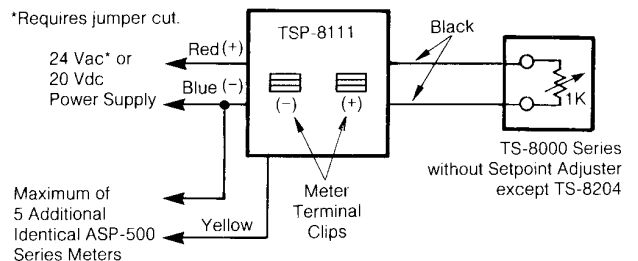 *Requires jumper cut.
TSP-8111
Black
Red (+)
24 Vac* or
20 Vdc
Power Supply
Blue (−)
(−)
(+)
1K
TS-8000 Series
without Setpoint Adjuster
except TS-8204
Meter
Terminal
Clips
Maximum of
5 Additional
Identical ASP-500
Series Meters
Yellow